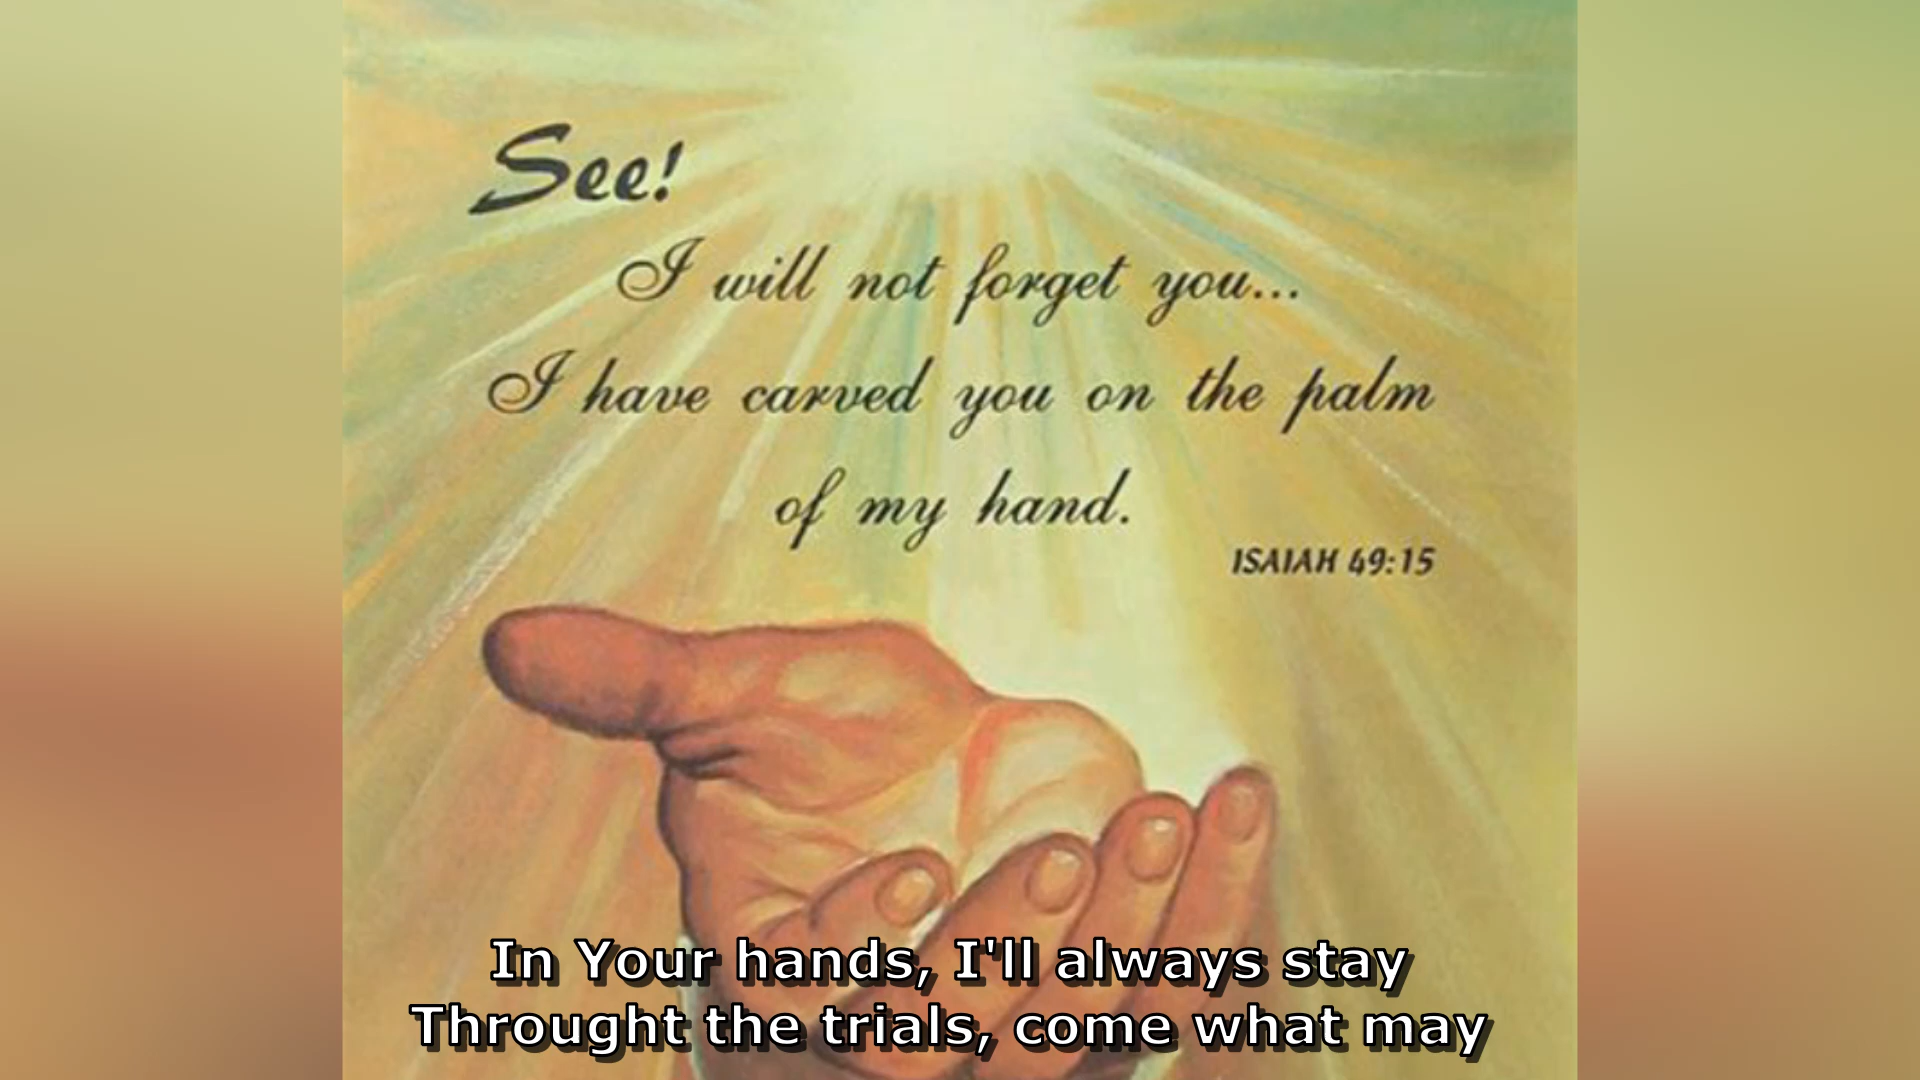 See!
I will not forget you...
I have carved you on the palm
of my hand.
ISAIAH 49:15
In Your hands, I'll always stay
Throught the trials, come what may